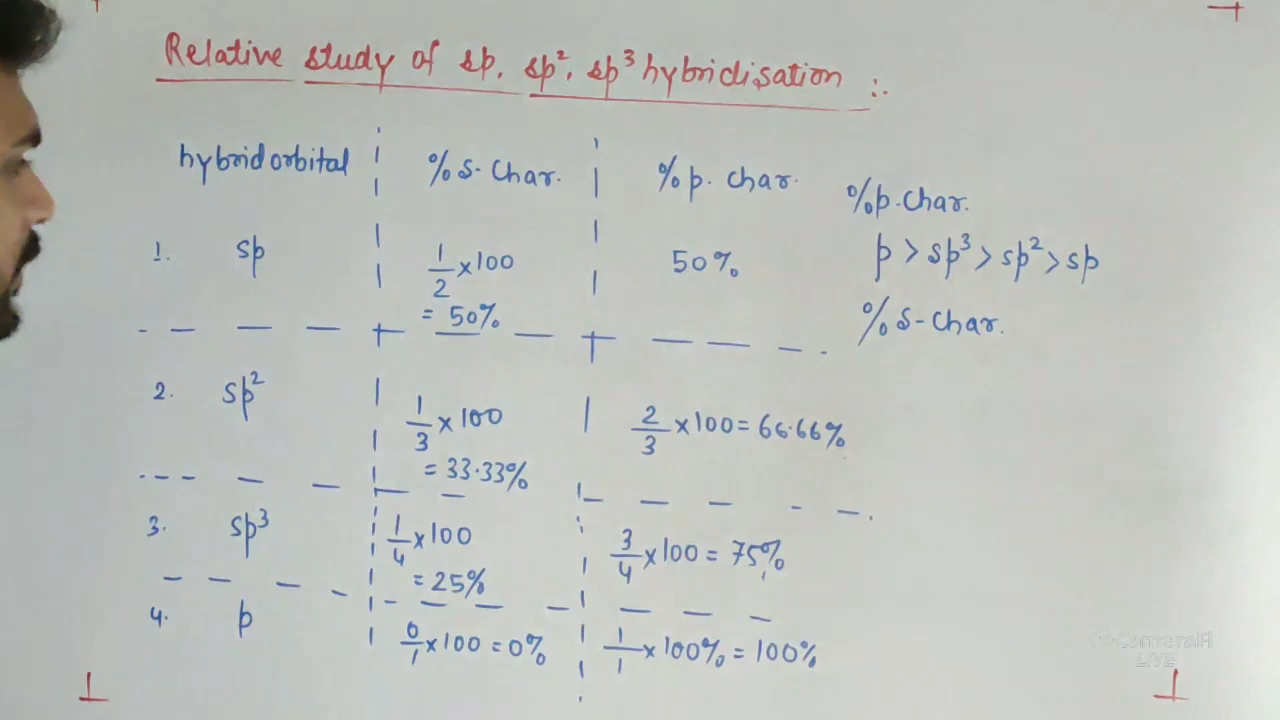 Relative study of sp, sp², sp³ hybridisation :.
hybrid orbital % s-Char. % p. char.
1. sp 1/2 × 100 = 50% 50%
2. sp² 1/3 × 100 = 33.33% 2/3 × 100 = 66.66%
3. sp³ 1/4 × 100 = 25% 3/4 × 100 = 75%
4. p 0/1 × 100 = 0% 1/1 × 100% = 100%
% p. Char.
p > sp³ > sp² > sp
% s-Char.
CameraFi
LIVE